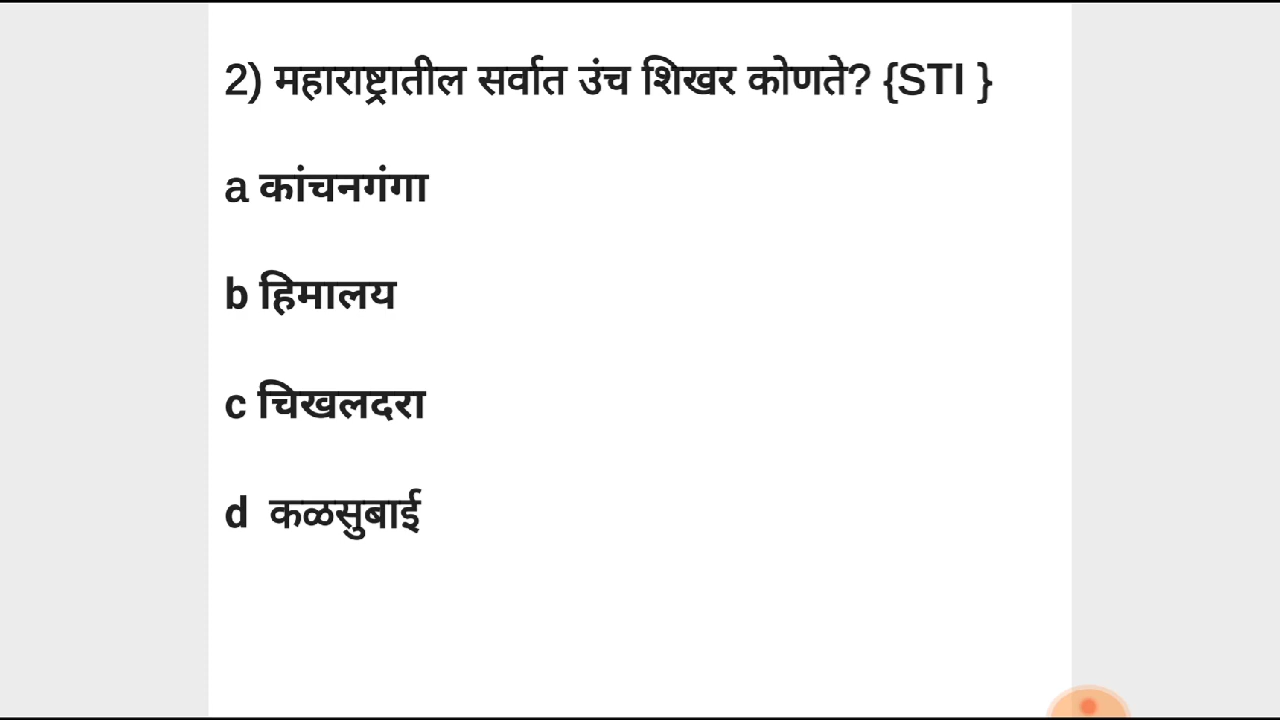 2) महाराष्ट्रातील सर्वात उंच शिखर कोणते? {STI }
a कांचनगंगा
b हिमालय
c चिखलदरा
d कळसुबाई